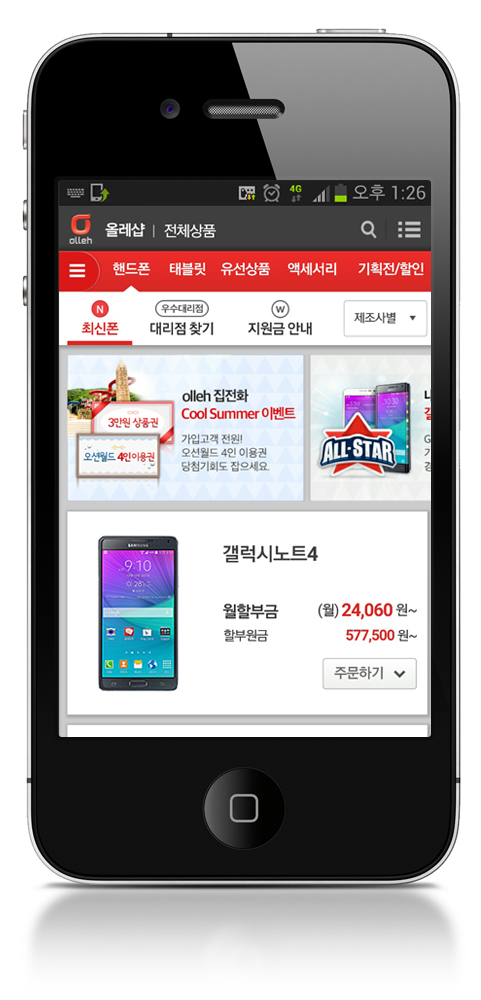 4G 오후 1:26
olleh 올레샵 | 전체상품
핸드폰 태블릿 유선상품 액세서리 기획전/할인
N 우수대리점 W
최신폰 대리점 찾기 지원금 안내 제조사별
olleh 집전화
Cool Summer 이벤트
3만원 상품권
오션월드 4인이용권
가입고객 전원!
오션월드 4인 이용권
당첨기회도 잡으세요.
ALL-STAR
SAMSUNG
9:10
갤럭시노트4
월할부금 (월) 24,060 원~
할부원금 577,500 원~
주문하기